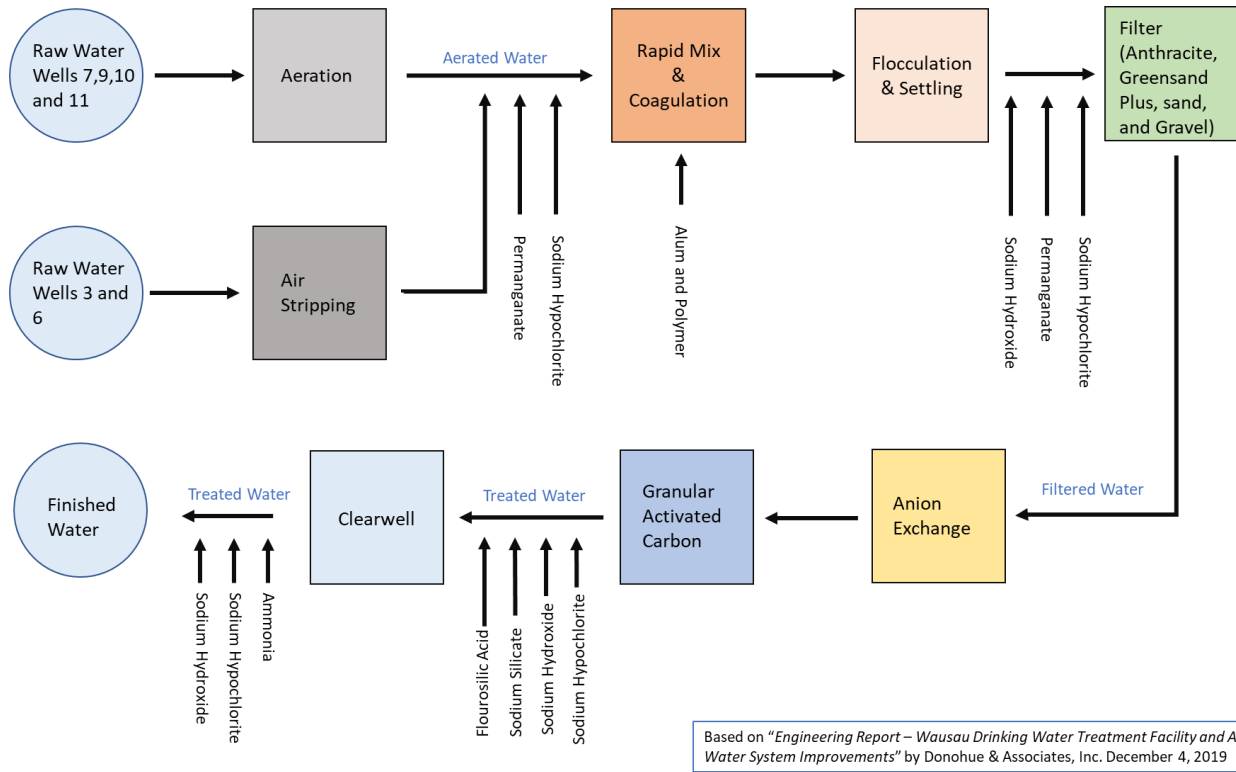 Raw Water
Wells 7,9,10
and 11
Aeration
Aerated Water
Rapid Mix
&
Coagulation
Flocculation
& Settling
Filter
(Anthracite,
Greensand
Plus, sand,
and Gravel)
Raw Water
Wells 3 and
6
Air
Stripping
Permanganate
Sodium Hypochlorite
Alum and Polymer
Sodium Hydroxide
Permanganate
Sodium Hypochlorite
Finished
Water
Treated Water
Clearwell
Treated Water
Granular
Activated
Carbon
Anion
Exchange
Filtered Water
Sodium Hydroxide
Sodium Hypochlorite
Ammonia
Flourosilic Acid
Sodium Silicate
Sodium Hydroxide
Sodium Hypochlorite
Based on “Engineering Report – Wausau Drinking Water Treatment Facility and A
Water System Improvements” by Donohue & Associates, Inc. December 4, 2019